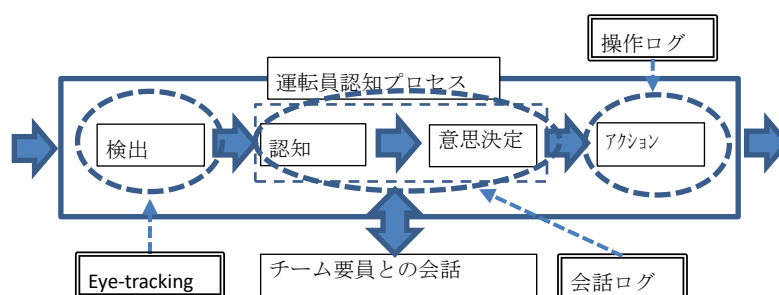 操作ログ
運転員認知プロセス
検出
認知
意思決定
アクション
Eye-tracking
チーム要員との会話
会話ログ